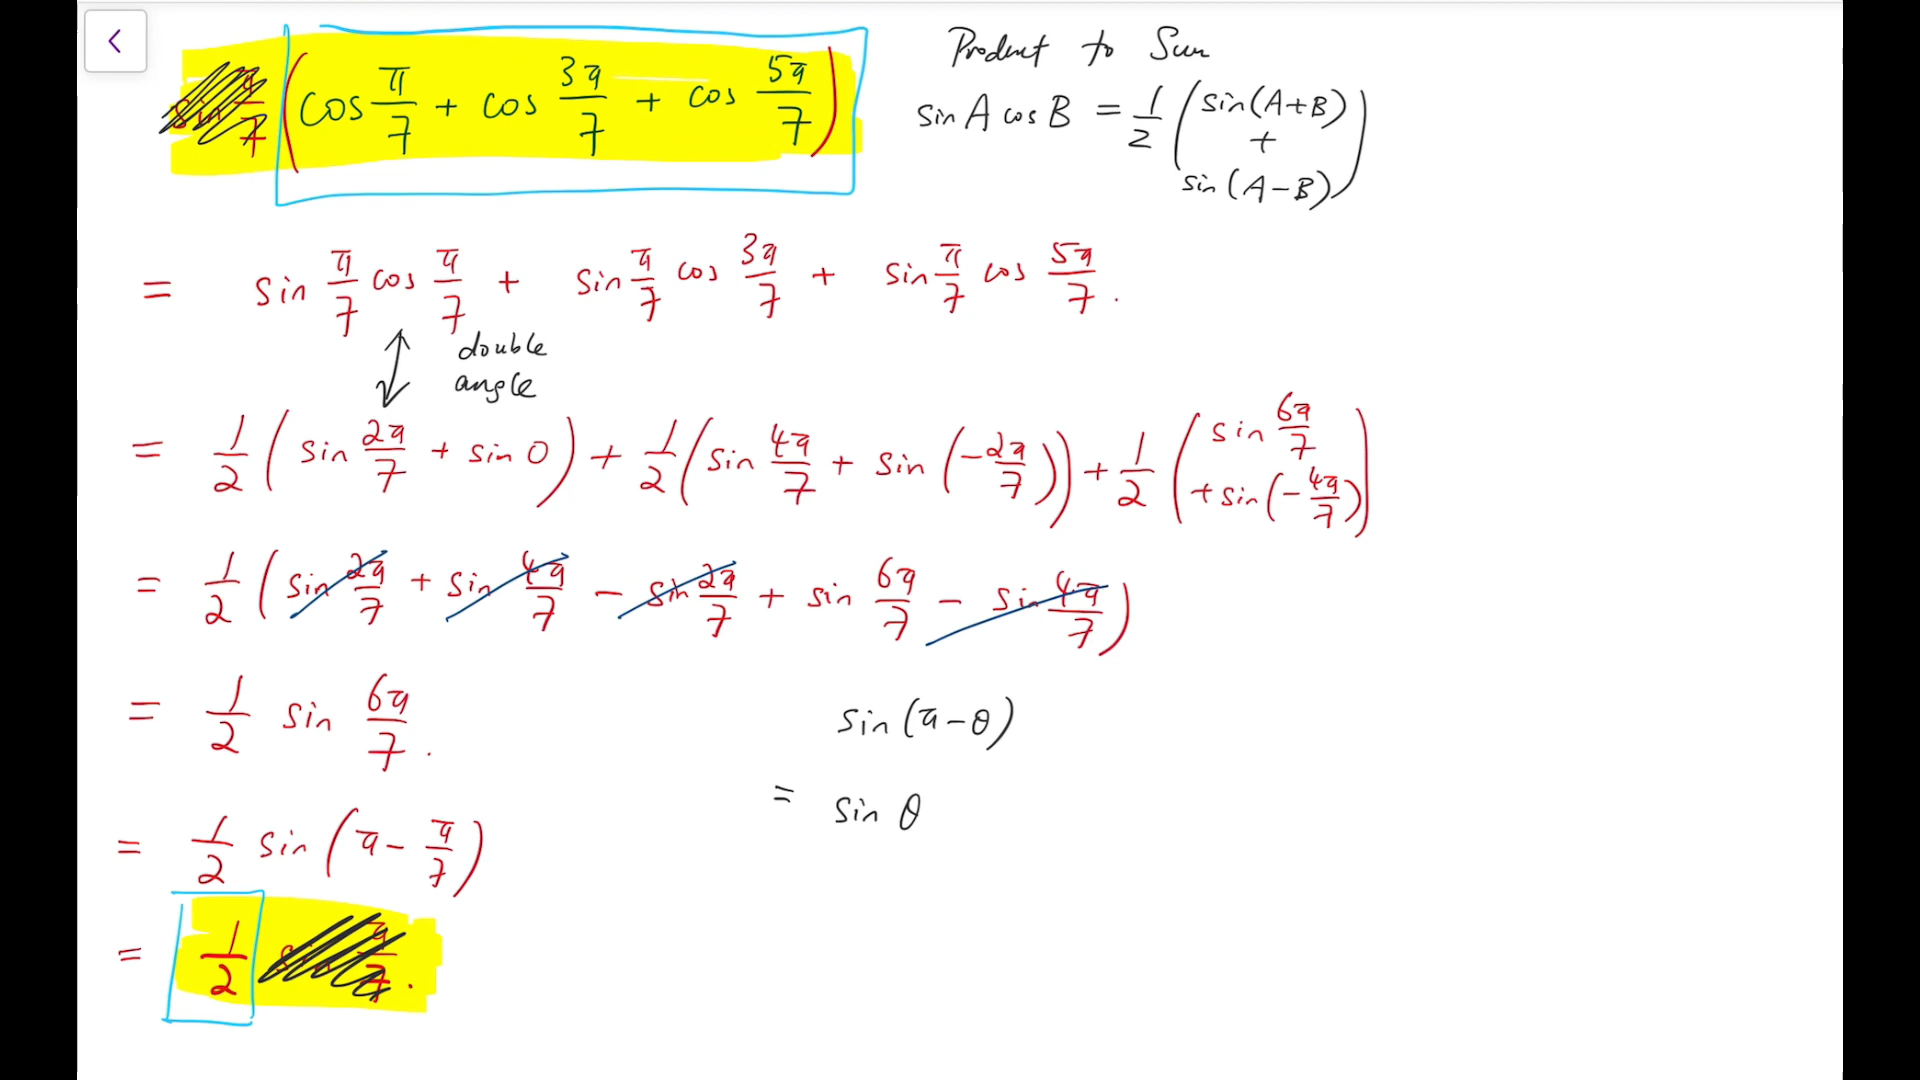 Product to Sum
sin π/7 (cos π/7 + cos 3π/7 + cos 5π/7)
sin A cos B = 1/2 (sin(A+B) + sin(A-B))
= sin π/7 cos π/7 + sin π/7 cos 3π/7 + sin π/7 cos 5π/7.
double
angle
= 1/2 (sin 2π/7 + sin 0) + 1/2 (sin 4π/7 + sin (-2π/7)) + 1/2 (sin 6π/7 + sin (-4π/7))
= 1/2 (sin 2π/7 + sin 4π/7 - sin 2π/7 + sin 6π/7 - sin 4π/7)
= 1/2 sin 6π/7.
sin (π-θ)
= sin θ
= 1/2 sin (π - π/7)
= 1/2 sin π/7.